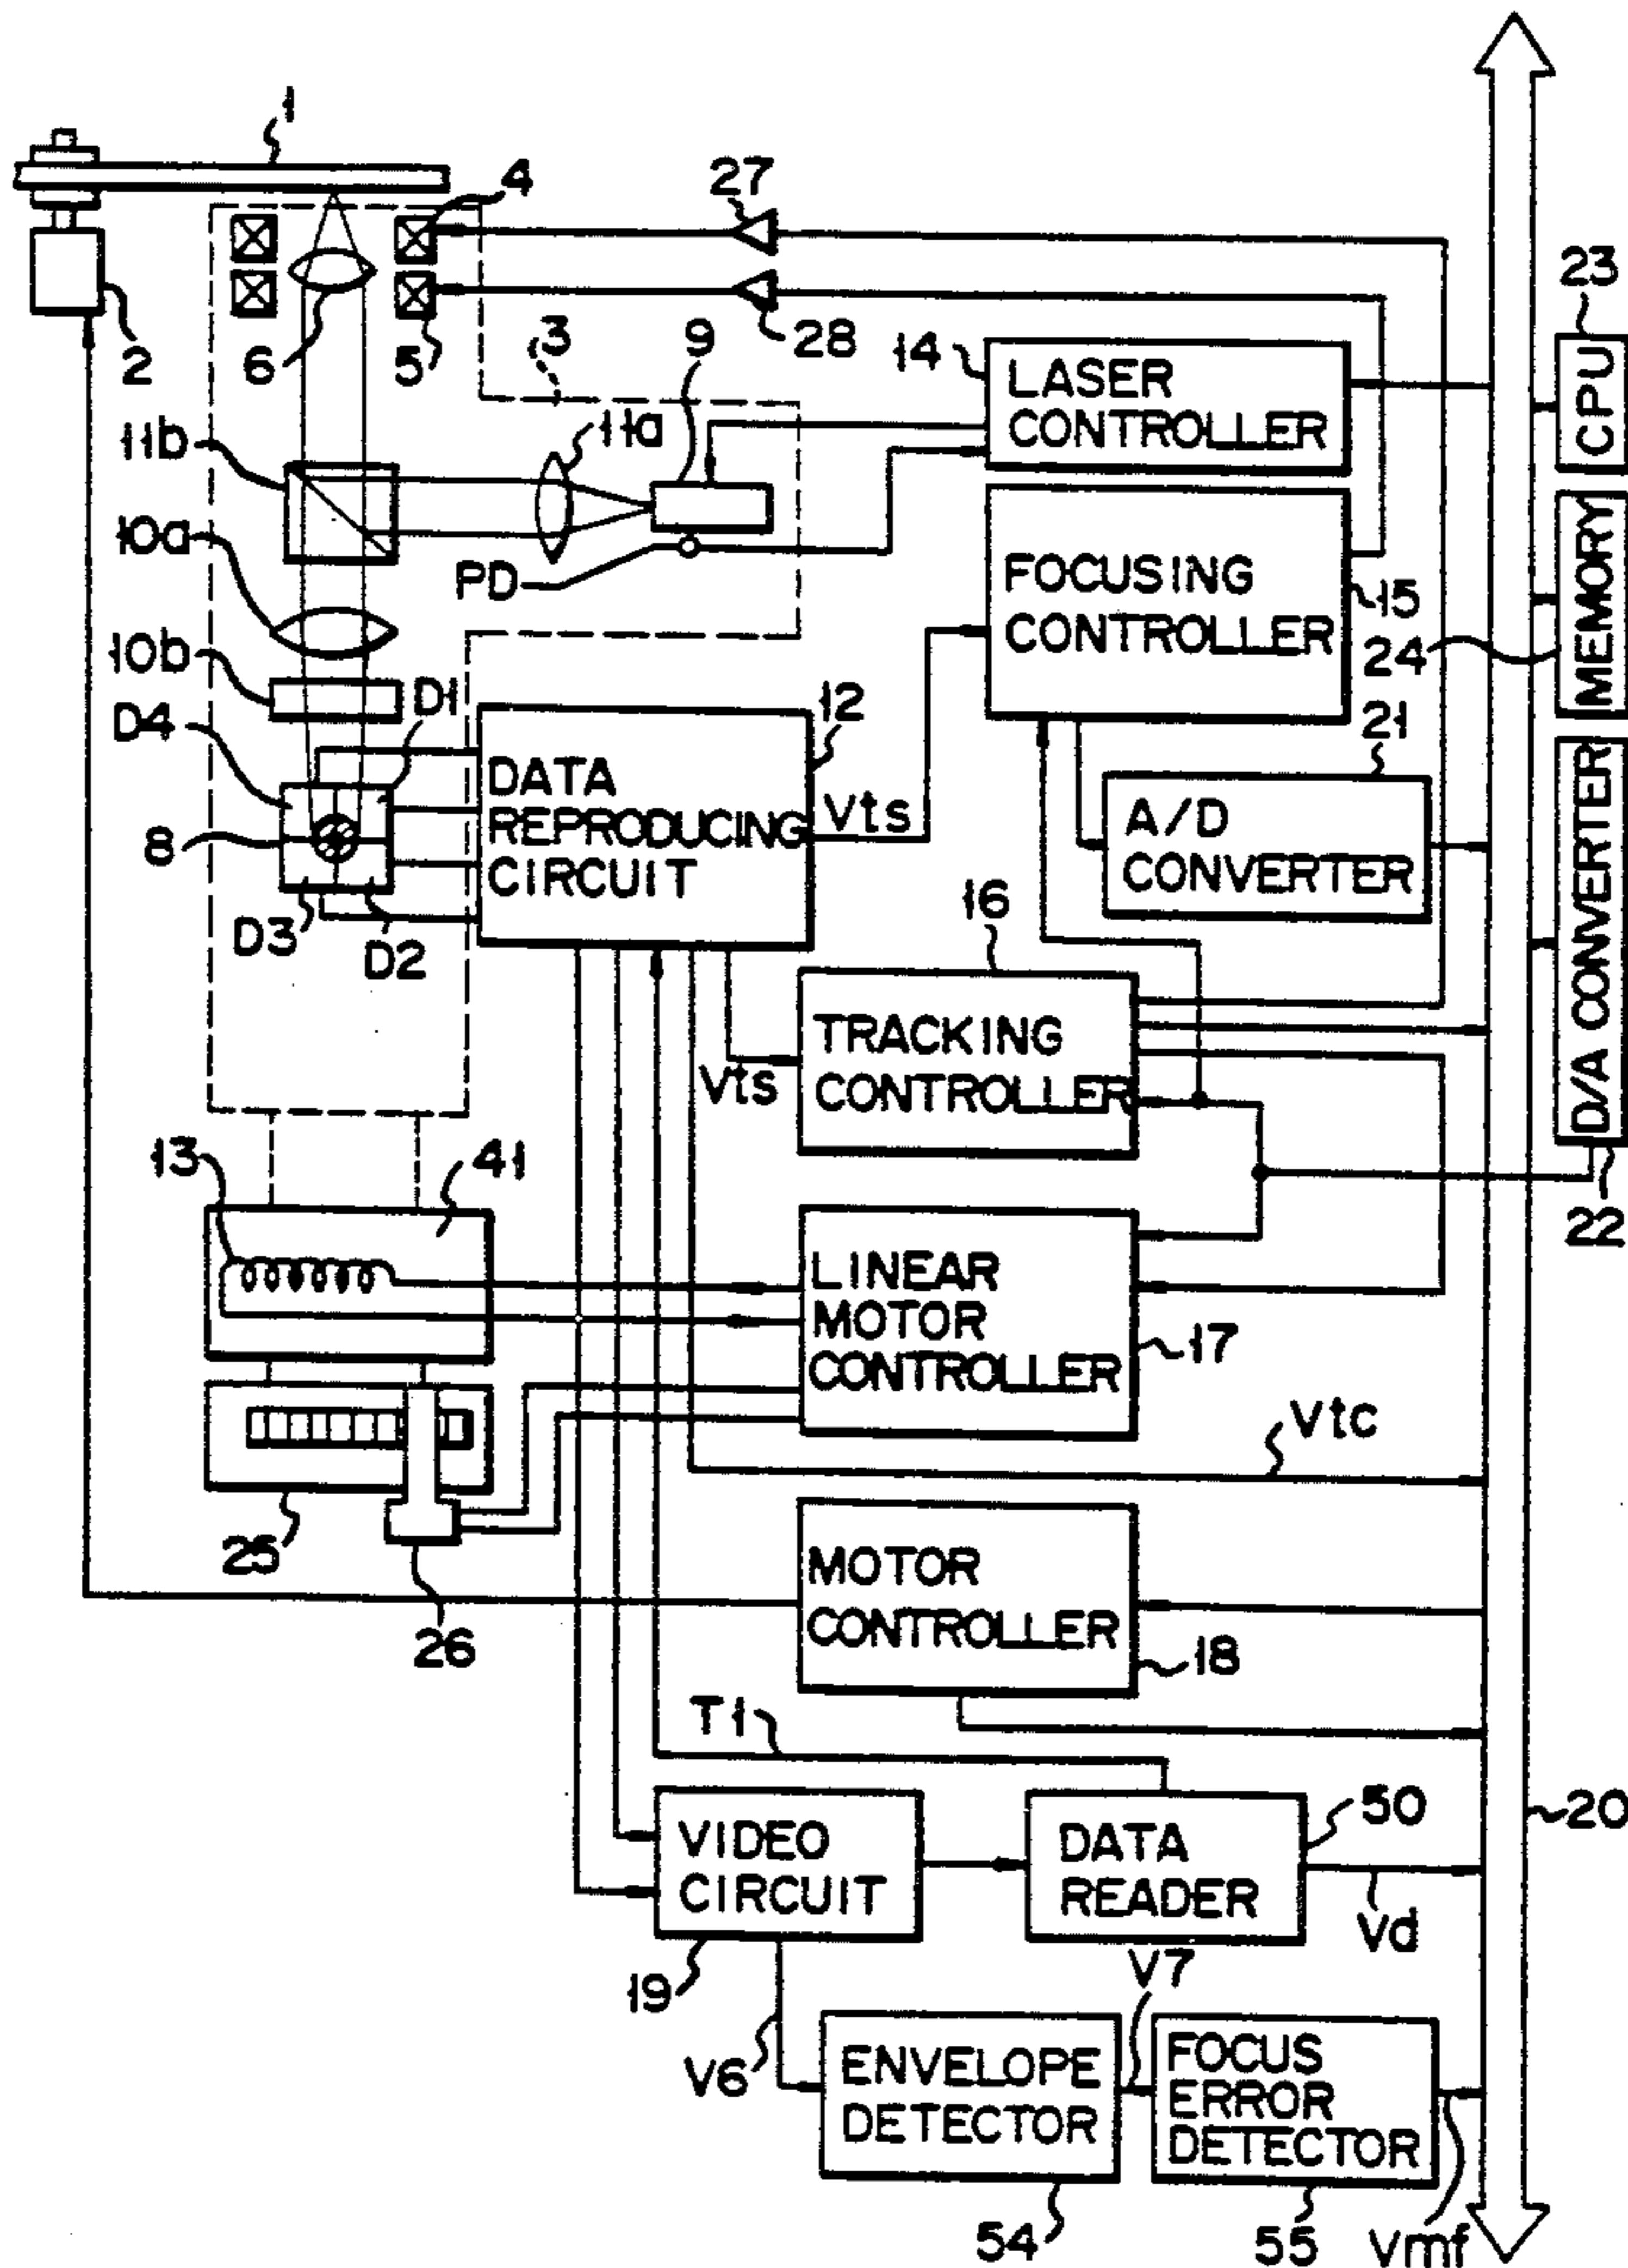 1
4
27
2
6
5
3
9
28
14
LASER
CONTROLLER
23
CPU
11b
11a
10a
PD
FOCUSING
CONTROLLER
15
24
MEMORY
10b
D4
D1
12
21
8
DATA
REPRODUCING
CIRCUIT
Vts
A/D
CONVERTER
D/A CONVERTER
D3
D2
16
TRACKING
CONTROLLER
Vts
22
13
41
LINEAR
MOTOR
CONTROLLER
17
Vtc
25
26
MOTOR
CONTROLLER
18
T1
VIDEO
CIRCUIT
DATA
READER
50
20
Vd
19
V7
V6
ENVELOPE
DETECTOR
FOCUS
ERROR
DETECTOR
54
55
Vmf